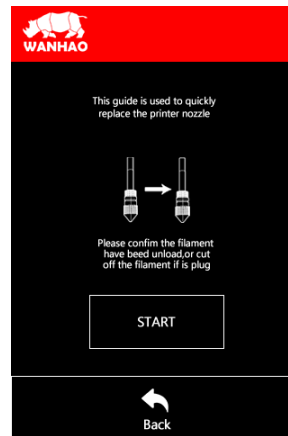 WANHAO
This guide is used to quickly
replace the printer nozzle
Please confim the filament
have beed unload,or cut
off the filament if is plug
START
Back